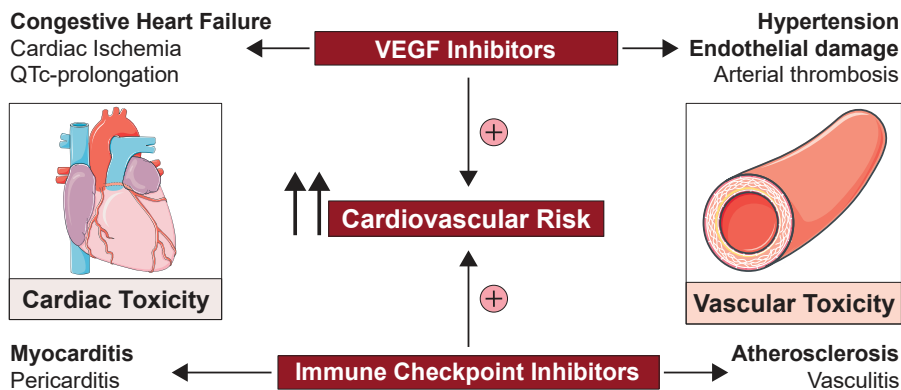 Congestive Heart Failure
Cardiac Ischemia
QTc-prolongation
VEGF Inhibitors
Hypertension
Endothelial damage
Arterial thrombosis
+
Cardiovascular Risk
Cardiac Toxicity
Vascular Toxicity
+
Myocarditis
Pericarditis
Immune Checkpoint Inhibitors
Atherosclerosis
Vasculitis